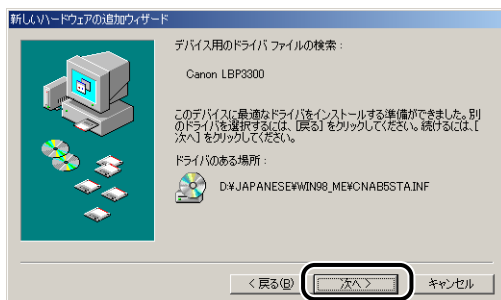 新しいハードウェアの追加ウィザード
デバイス用のドライバ ファイルの検索 :
Canon LBP3300
このデバイスに最適なドライバをインストールする準備ができました。別
のドライバを選択するには、[戻る] をクリックしてください。続けるには、[
次へ] をクリックしてください。
ドライバのある場所 :
D:¥JAPANESE¥WIN98_ME¥CNAB5STA.INF
< 戻る(B)
次へ >
キャンセル